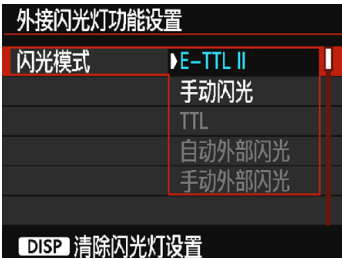 外接闪光灯功能设置
闪光模式 E-TTL II
手动闪光
TTL
自动外部闪光
手动外部闪光
DISP 清除闪光灯设置